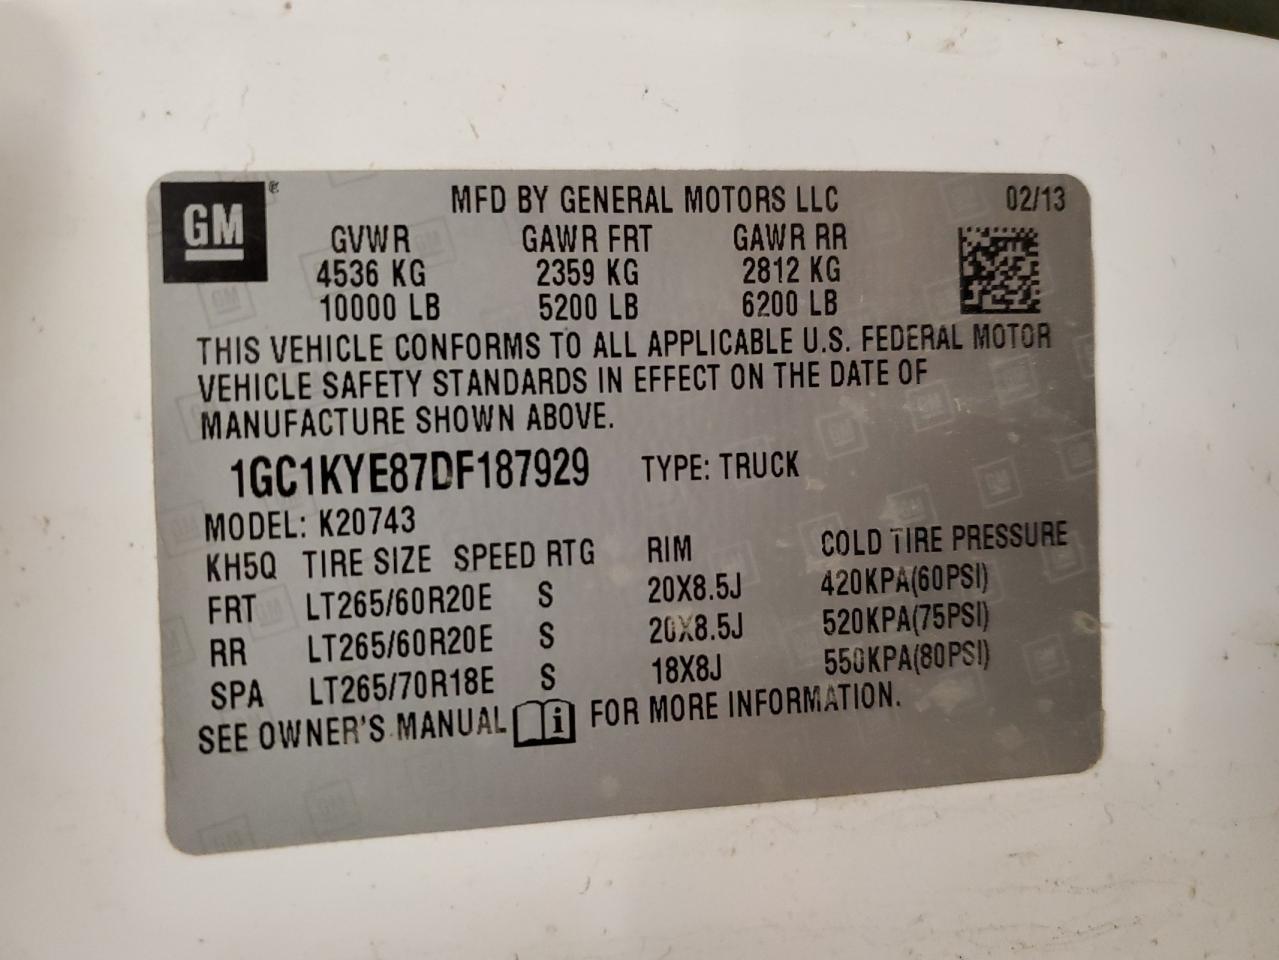 GM MFD BY GENERAL MOTORS LLC 02/13
GVWR GAWR FRT GAWR RR
4536 KG 2359 KG 2812 KG
10000 LB 5200 LB 6200 LB
THIS VEHICLE CONFORMS TO ALL APPLICABLE U.S. FEDERAL MOTOR
VEHICLE SAFETY STANDARDS IN EFFECT ON THE DATE OF
MANUFACTURE SHOWN ABOVE.
1GC1KYE87DF187929 TYPE: TRUCK
MODEL: K20743
KH5Q TIRE SIZE SPEED RTG RIM COLD TIRE PRESSURE
FRT LT265/60R20E S 20X8.5J 420KPA(60PSI)
RR LT265/60R20E S 20X8.5J 520KPA(75PSI)
SPA LT265/70R18E S 18X8J 550KPA(80PSI)
SEE OWNER'S MANUAL i FOR MORE INFORMATION.